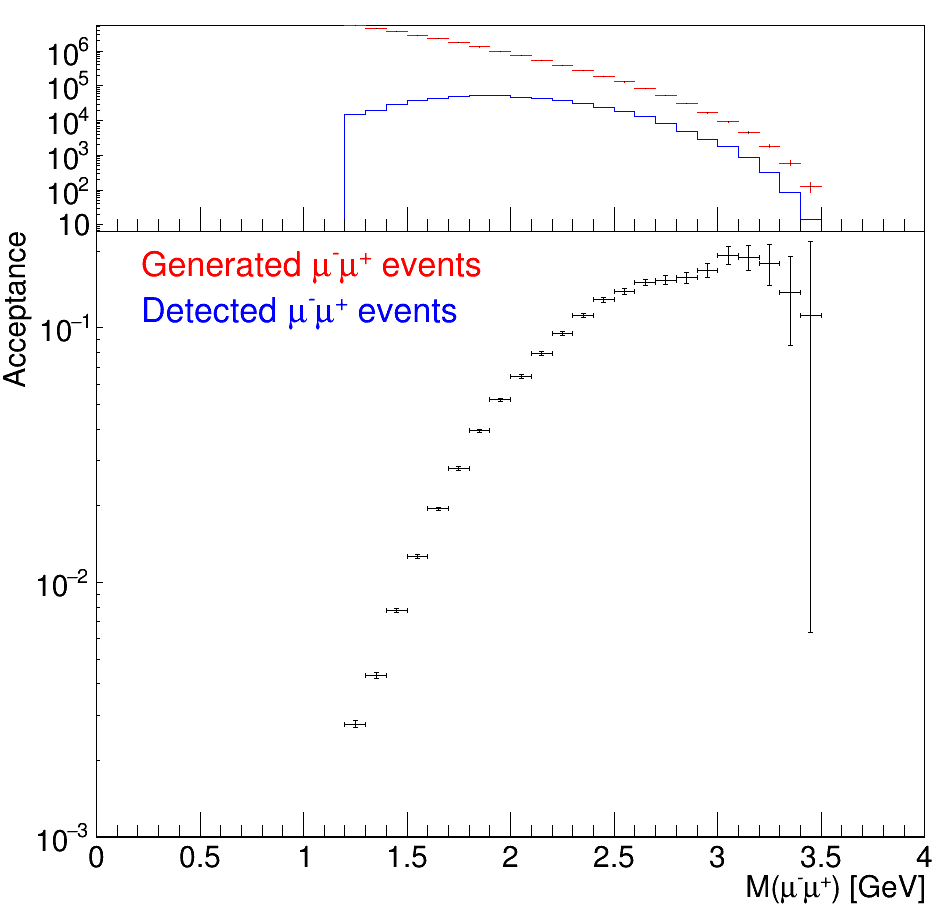 10⁶
10⁵
10⁴
10³
10²
10
Acceptance
Generated μ⁻μ⁺ events
Detected μ⁻μ⁺ events
10⁻¹
10⁻²
10⁻³
0 0.5 1 1.5 2 2.5 3 3.5 4
M(μ⁻μ⁺) [GeV]